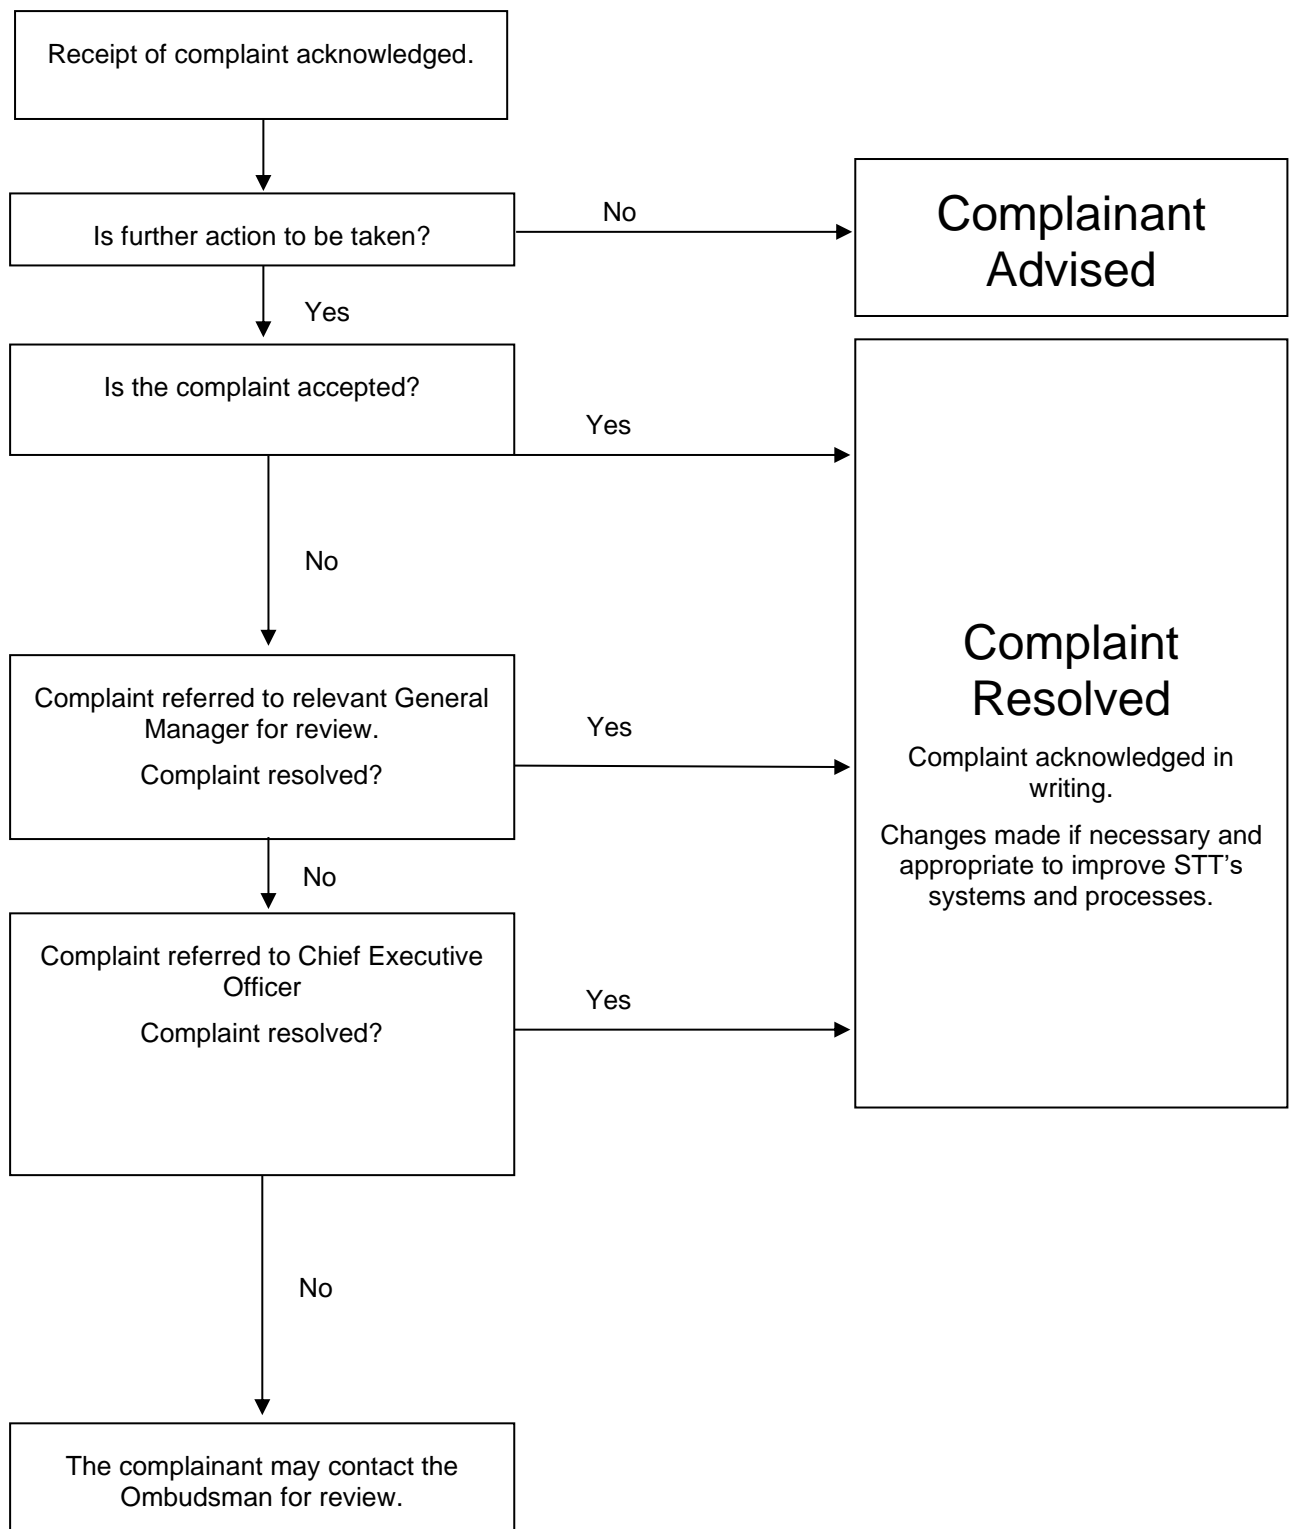 Receipt of complaint acknowledged.
Is further action to be taken?
No
Complainant
Advised
Yes
Is the complaint accepted?
Yes
No
Complaint referred to relevant General
Manager for review.
Complaint resolved?
Yes
Complaint
Resolved
Complaint acknowledged in
writing.
Changes made if necessary and
appropriate to improve STT’s
systems and processes.
No
Complaint referred to Chief Executive
Officer
Complaint resolved?
Yes
No
The complainant may contact the
Ombudsman for review.